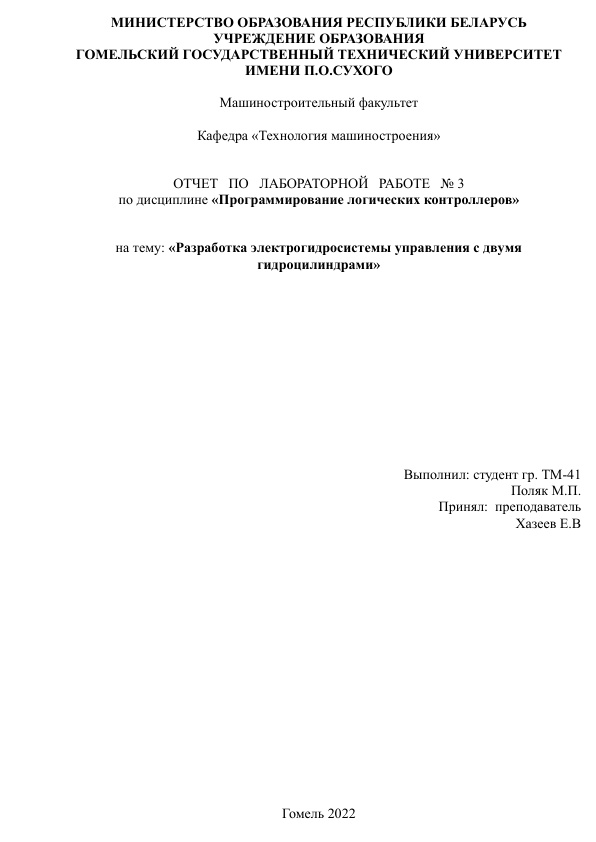 МИНИСТЕРСТВО ОБРАЗОВАНИЯ РЕСПУБЛИКИ БЕЛАРУСЬ
УЧРЕЖДЕНИЕ ОБРАЗОВАНИЯ
ГОМЕЛЬСКИЙ ГОСУДАРСТВЕННЫЙ ТЕХНИЧЕСКИЙ УНИВЕРСИТЕТ
ИМЕНИ П.О.СУХОГО
Машиностроительный факультет
Кафедра «Технология машиностроения»
ОТЧЕТ ПО ЛАБОРАТОРНОЙ РАБОТЕ № 3
по дисциплине «Программирование логических контроллеров»
на тему: «Разработка электрогидросистемы управления с двумя
гидроцилиндрами»
Выполнил: студент гр. ТМ-41
Поляк М.П.
Принял: преподаватель
Хазеев Е.В
Гомель 2022